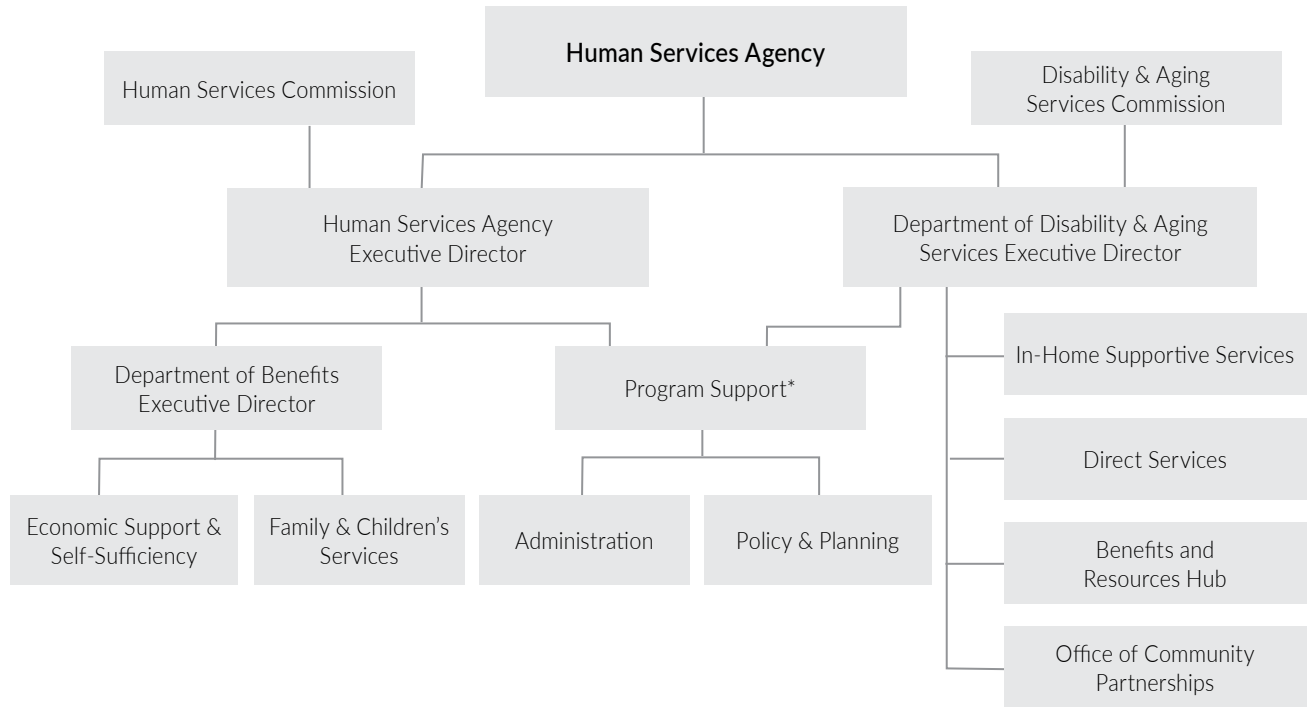 Human Services Agency
Human Services Commission
Disability & Aging
Services Commission
Human Services Agency
Executive Director
Department of Disability & Aging
Services Executive Director
Department of Benefits
Executive Director
Program Support*
In-Home Supportive Services
Direct Services
Economic Support &
Self-Sufficiency
Family & Children’s
Services
Administration
Policy & Planning
Benefits and
Resources Hub
Office of Community
Partnerships